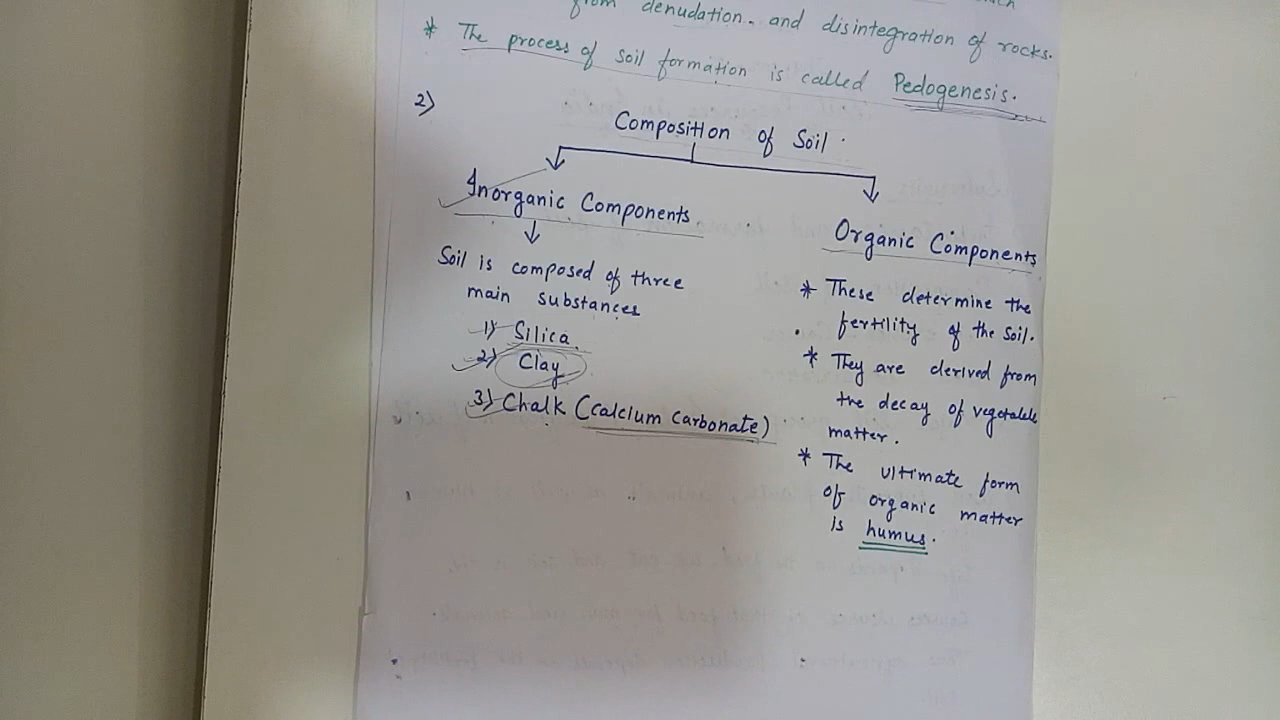 from denudation. and disintegration of rocks.
* The process of soil formation is called Pedogenesis.
2)
Composition of Soil.
Inorganic Components
Soil is composed of three
main substances
1) Silica
2) Clay
3) Chalk (calcium carbonate)
Organic Components
* These determine the
fertility of the soil.
* They are derived from
the decay of vegetable
matter.
* The ultimate form
of organic matter
is humus.